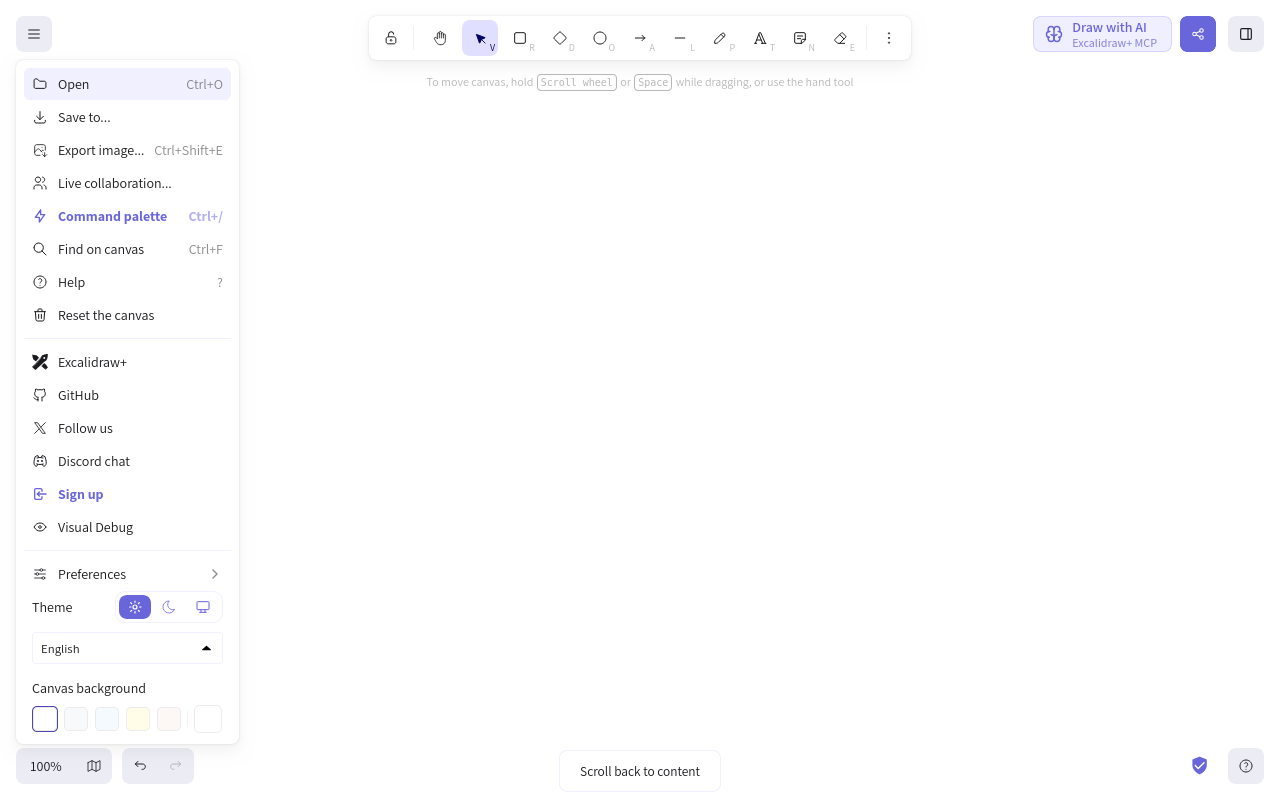 V
R
D
O
A
L
P
T
N
E
Draw with AI
Excalidraw+ MCP
To move canvas, hold Scroll wheel or Space while dragging, or use the hand tool
Open Ctrl+O
Save to...
Export image... Ctrl+Shift+E
Live collaboration...
Command palette Ctrl+/
Find on canvas Ctrl+F
Help ?
Reset the canvas
Excalidraw+
GitHub
Follow us
Discord chat
Sign up
Visual Debug
Preferences
Theme
English
Canvas background
100%
Scroll back to content